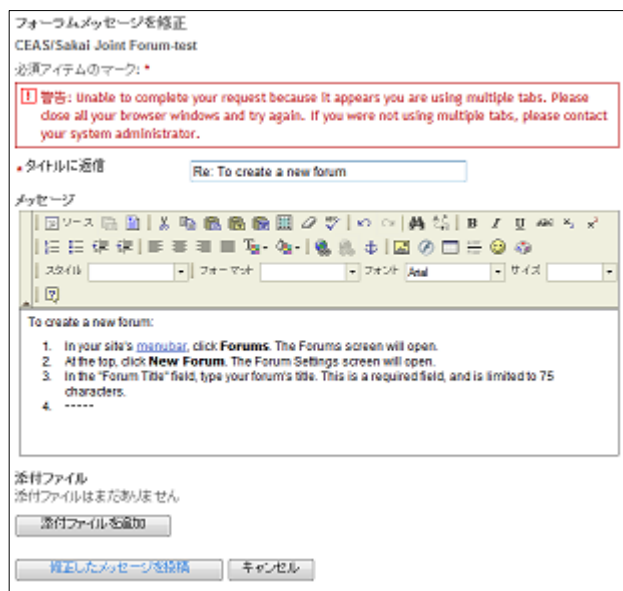 フォーラムメッセージを修正
CEAS/Sakai Joint Forum-test
必須アイテムのマーク: *
警告: Unable to complete your request because it appears you are using multiple tabs. Please
close all your browser windows and try again. If you were not using multiple tabs, please contact
your system administrator.
*タイトルに返信 Re: To create a new forum
メッセージ
ソース B I U ABC x₂ x²
スタイル フォーマット フォント Arial サイズ
To create a new forum:
1. In your site's menubar, click Forums. The Forums screen will open.
2. At the top, click New Forum. The Forum Settings screen will open.
3. In the "Forum Title" field, type your forum's title. This is a required field, and is limited to 75
characters.
4. -----
添付ファイル
添付ファイルはまだありません
添付ファイルを追加
修正したメッセージを投稿 キャンセル